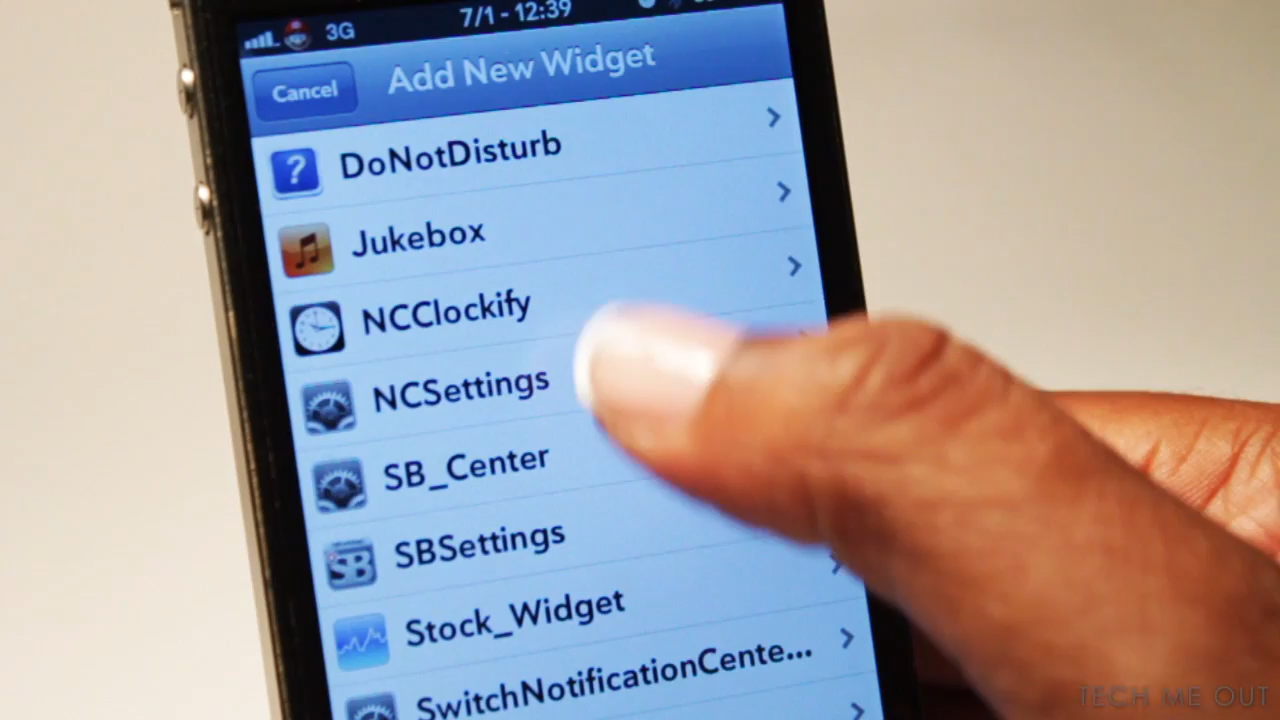 3G 7/1 - 12:39
Cancel Add New Widget
? DoNotDisturb
Jukebox
NCClockify
NCSettings
SB_Center
SB SBSettings
Stock_Widget
SwitchNotificationCente...
TECH ME OUT